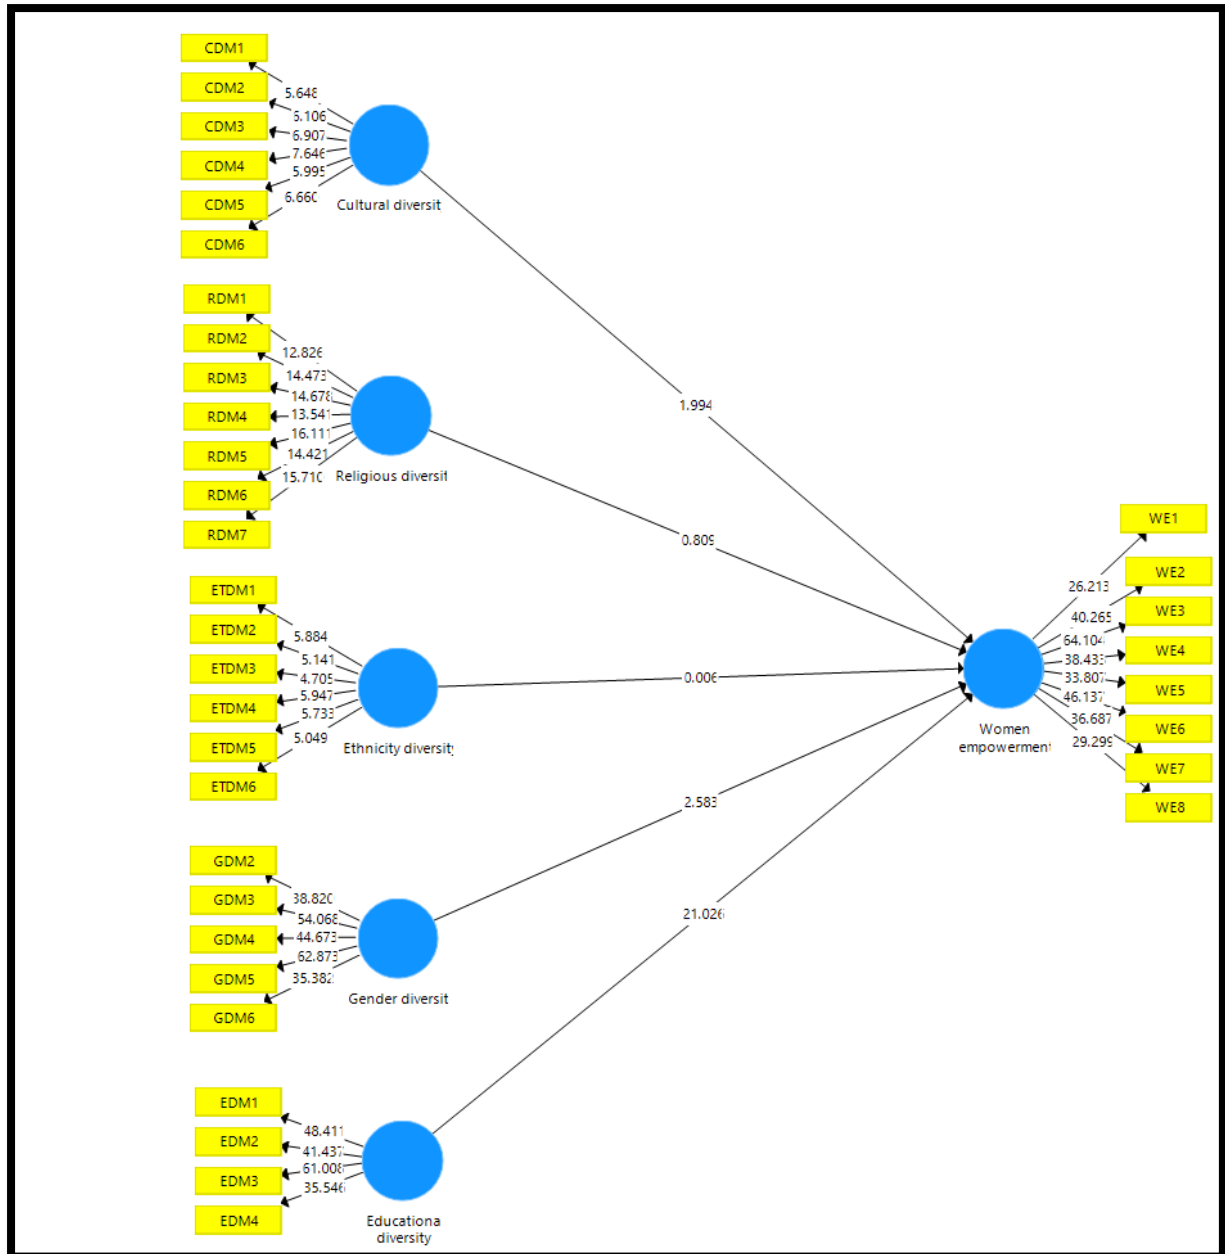 CDM1
CDM2
CDM3
CDM4
CDM5
CDM6
5.648
5.106
6.907
7.646
5.995
6.660
Cultural diversit
RDM1
RDM2
RDM3
RDM4
RDM5
RDM6
RDM7
12.826
14.473
14.678
13.541
16.111
14.421
15.710
Religious diversit
ETDM1
ETDM2
ETDM3
ETDM4
ETDM5
ETDM6
5.884
5.141
4.705
5.947
5.733
5.049
Ethnicity diversity
GDM2
GDM3
GDM4
GDM5
GDM6
38.820
54.068
44.673
62.873
35.382
Gender diversit
EDM1
EDM2
EDM3
EDM4
48.411
41.437
61.008
35.546
Educationa
diversity
1.994
0.809
0.006
2.583
21.026
Women
empowerment
26.213
40.265
64.104
38.433
33.807
46.137
36.687
29.299
WE1
WE2
WE3
WE4
WE5
WE6
WE7
WE8